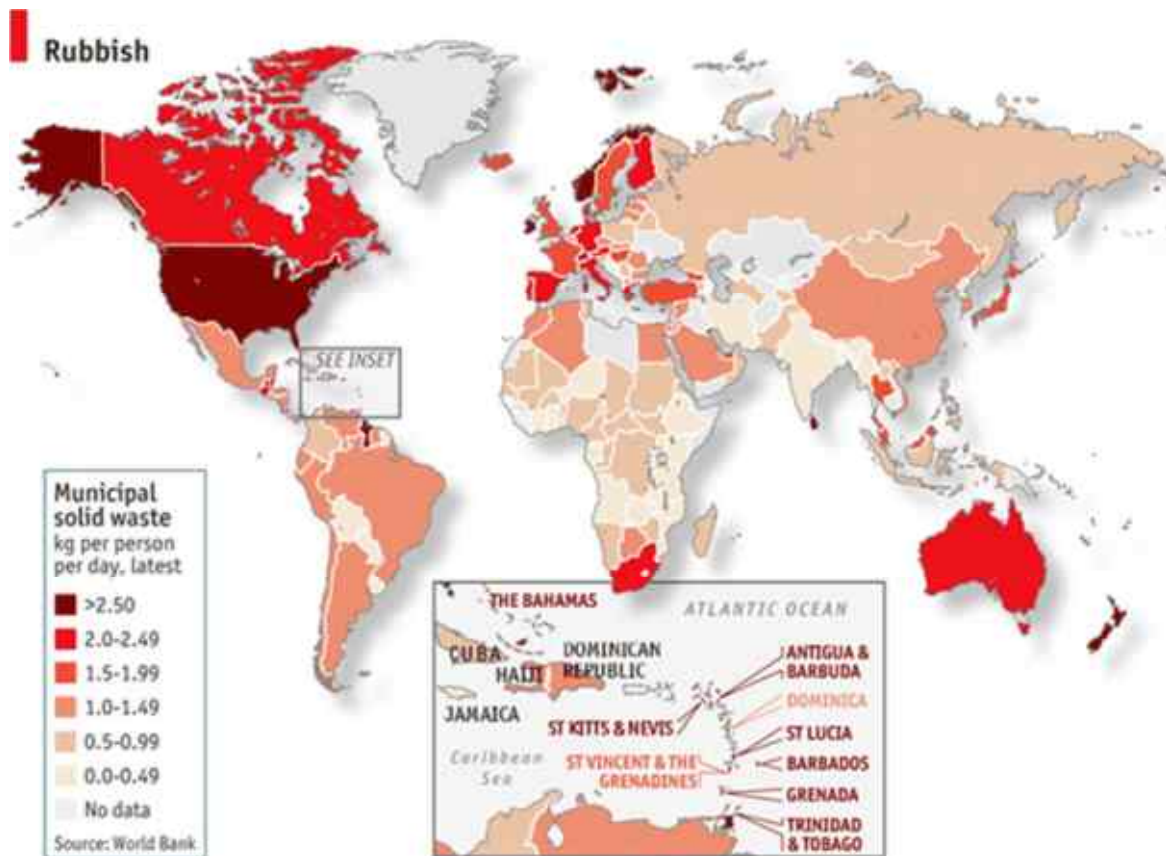 Rubbish
SEE INSET
Municipal
solid waste
kg per person
per day, latest
>2.50
2.0-2.49
1.5-1.99
1.0-1.49
0.5-0.99
0.0-0.49
No data
Source: World Bank
THE BAHAMAS
ATLANTIC OCEAN
CUBA
HAIJI
DOMINICAN
REPUBLIC
JAMAICA
ANTIGUA &
BARBUDA
DOMINICA
ST KITTS & NEVIS
ST LUCIA
Caribbean
Sea
ST VINCENT & THE
GRENADINES
BARBADOS
GRENADA
TRINIDAD
& TOBAGO